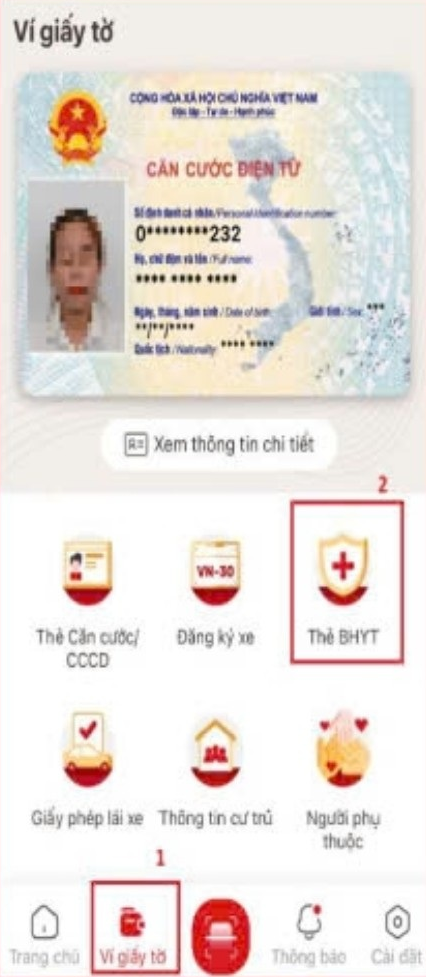 Ví giấy tờ
CỘNG HÒA XÃ HỘI CHỦ NGHĨA VIỆT NAM
Độc lập - Tự do - Hạnh phúc
CĂN CƯỚC ĐIỆN TỬ
Số định danh cá nhân / Personal identification number:
0********232
Họ, chữ đệm và tên / Full name:
**** **** ****
Ngày, tháng, năm sinh / Date of birth: Giới tính / Sex: ***
**/**/****
Quốc tịch / Nationality: **** ****
Xem thông tin chi tiết
2
VN-30
Thẻ Căn cước/
CCCD
Đăng ký xe
Thẻ BHYT
Giấy phép lái xe
Thông tin cư trú
Người phụ
thuộc
1
Trang chủ
Ví giấy tờ
Thông báo
Cài đặt